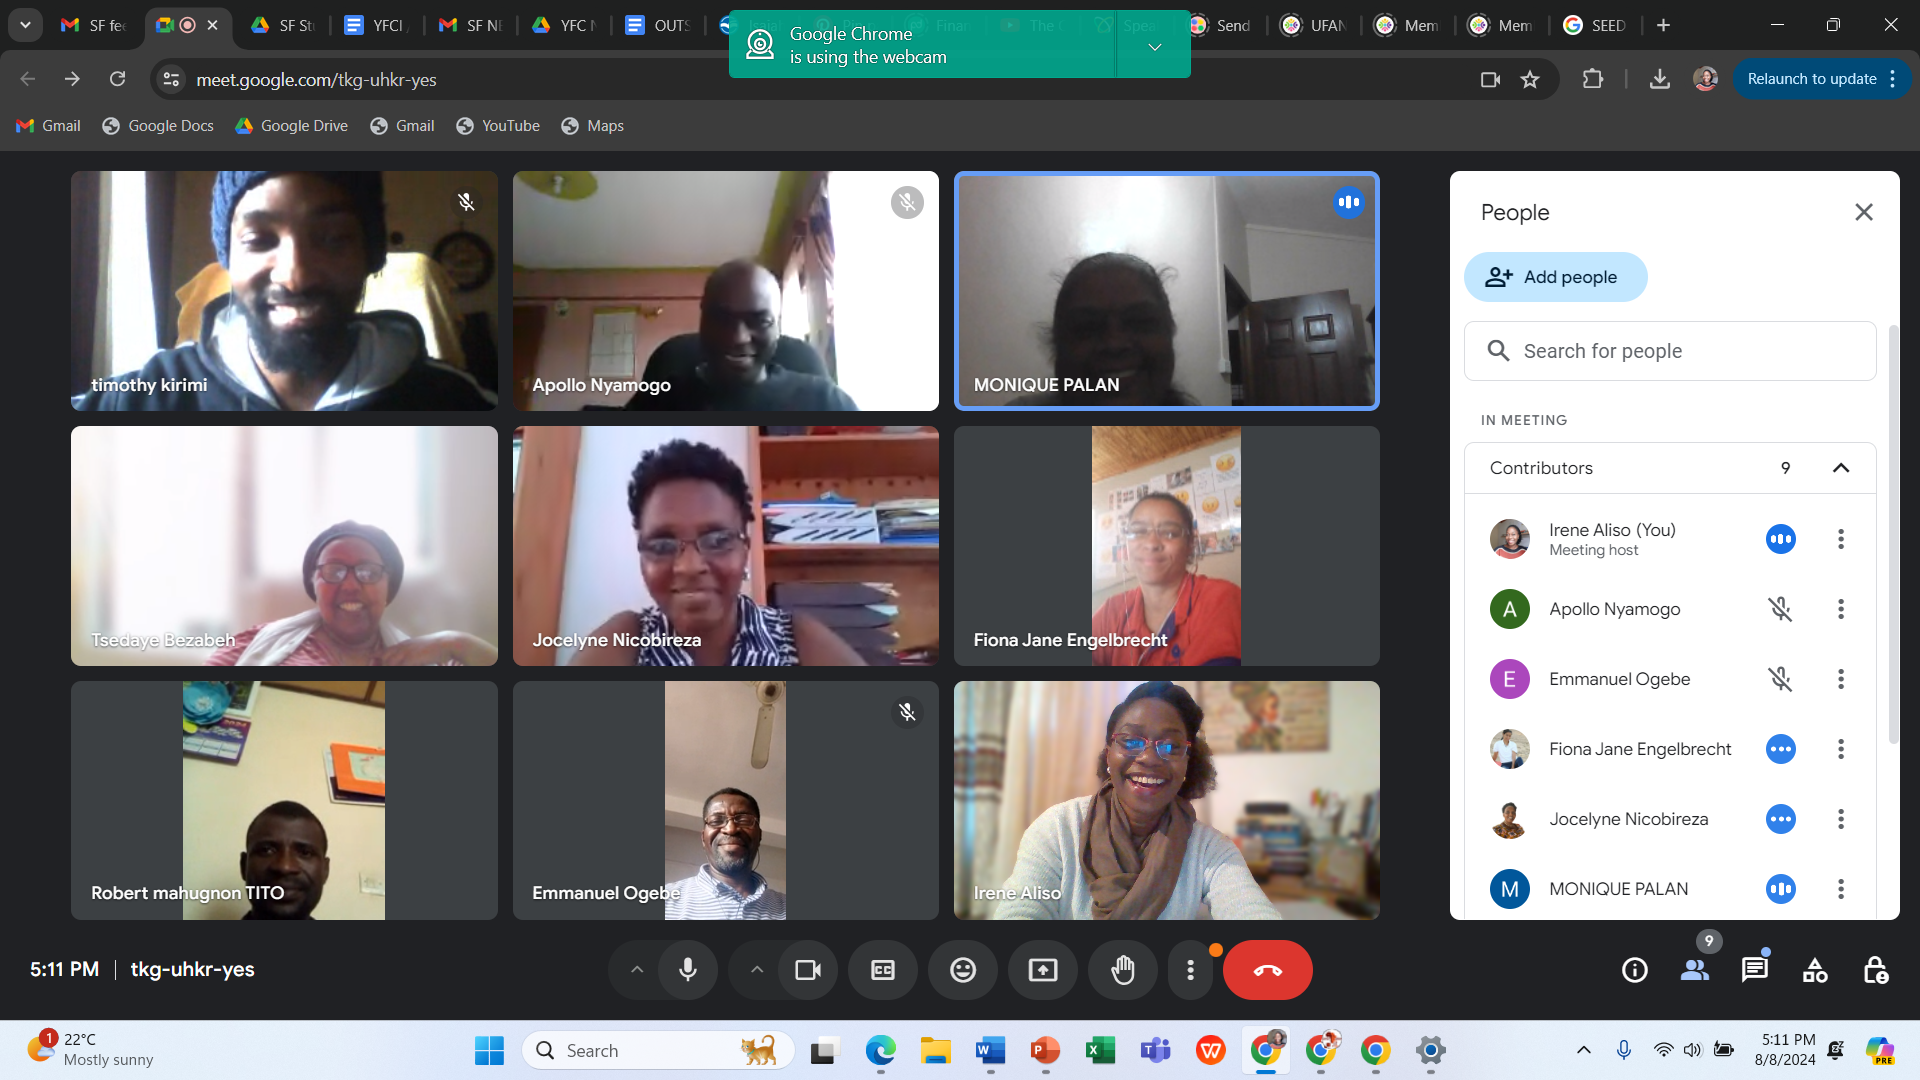 SF fee
SF St
YFCI
SF NE
YFC N
OUTS
Send
UFAN
Mem
Mem
SEED
Google Chrome
is using the webcam
meet.google.com/tkg-uhkr-yes
Relaunch to update
Gmail
Google Docs
Google Drive
Gmail
YouTube
Maps
timothy kirimi
Apollo Nyamogo
MONIQUE PALAN
Tsedaye Bezabeh
Jocelyne Nicobireza
Fiona Jane Engelbrecht
Robert mahugnon TITO
Emmanuel Ogebe
Irene Aliso
People
Add people
Search for people
IN MEETING
Contributors 9
Irene Aliso (You)
Meeting host
A Apollo Nyamogo
E Emmanuel Ogebe
Fiona Jane Engelbrecht
Jocelyne Nicobireza
M MONIQUE PALAN
5:11 PM | tkg-uhkr-yes
CC
9
1
22°C
Mostly sunny
Search
5:11 PM
8/8/2024
PRE